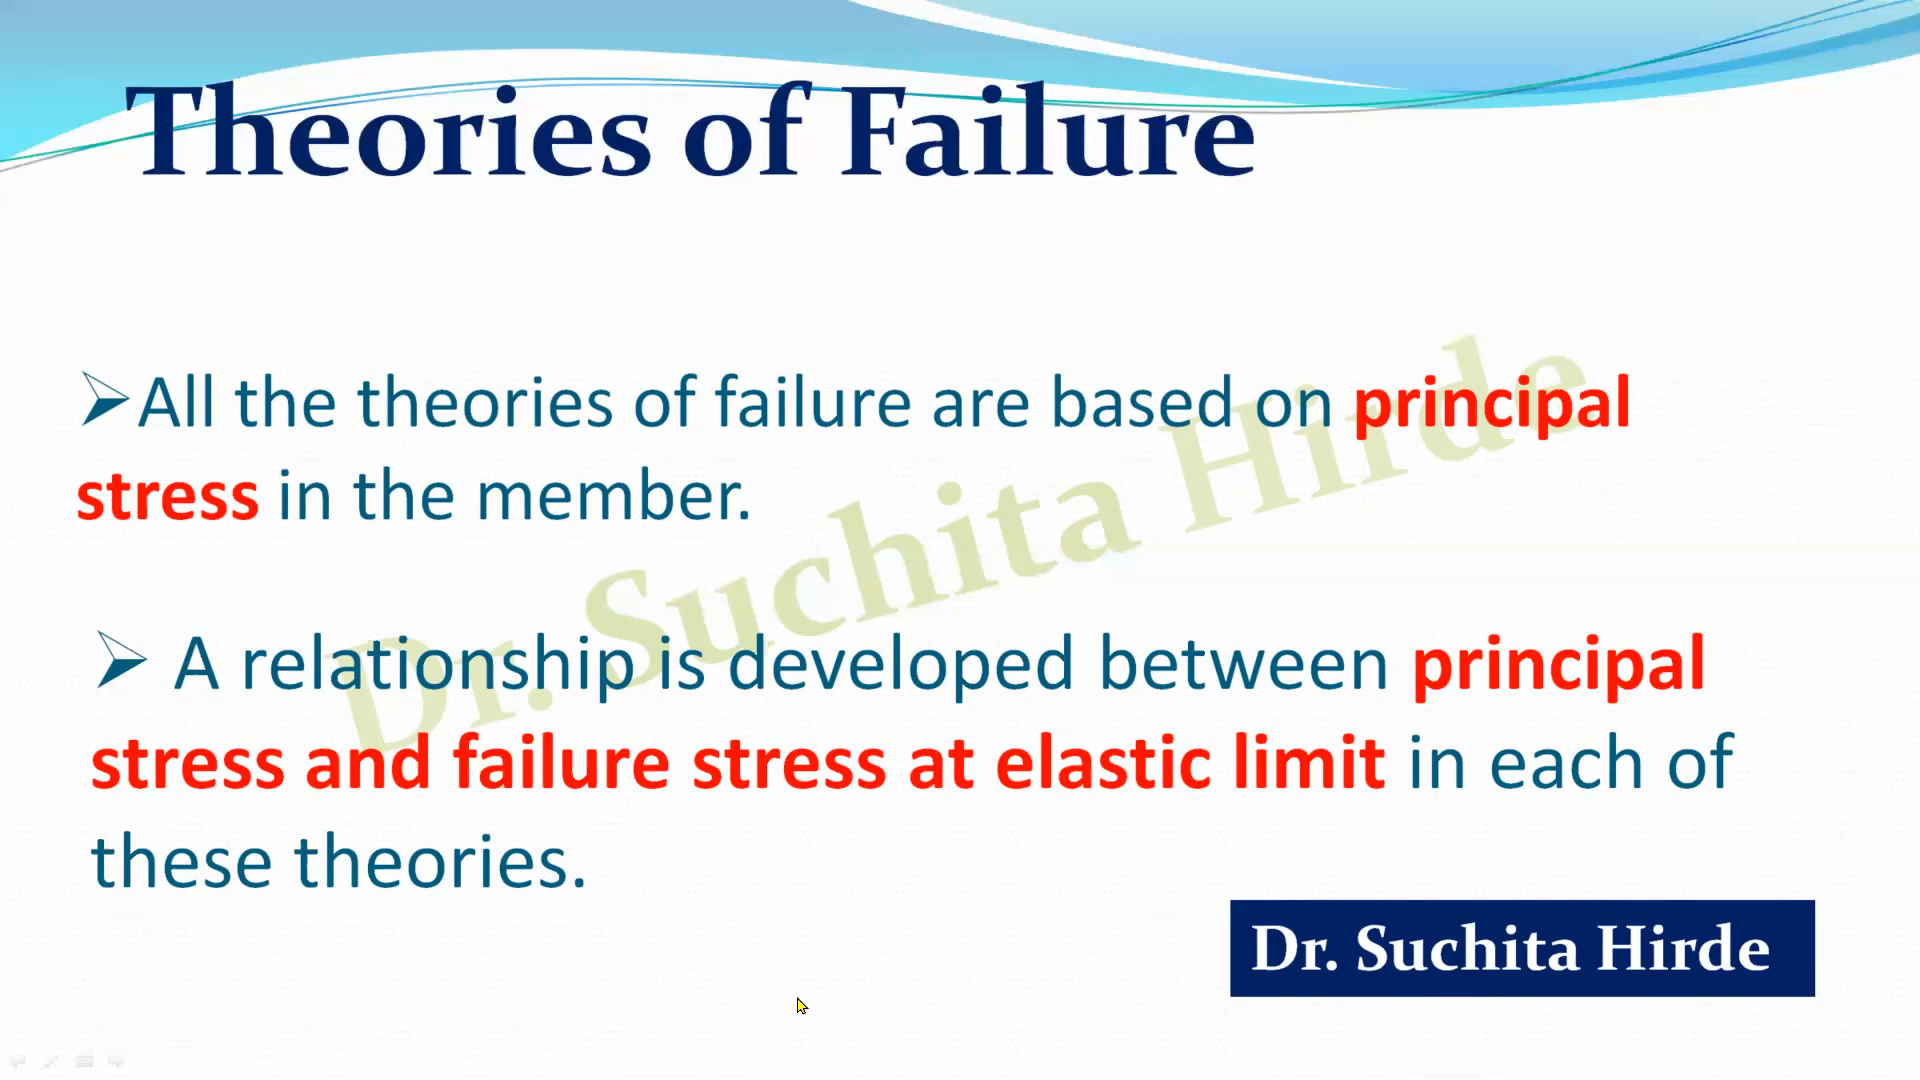 Theories of Failure
➢All the theories of failure are based on principal
stress in the member.
➢ A relationship is developed between principal
stress and failure stress at elastic limit in each of
these theories.
Dr. Suchita Hirde
Dr. Suchita Hirde